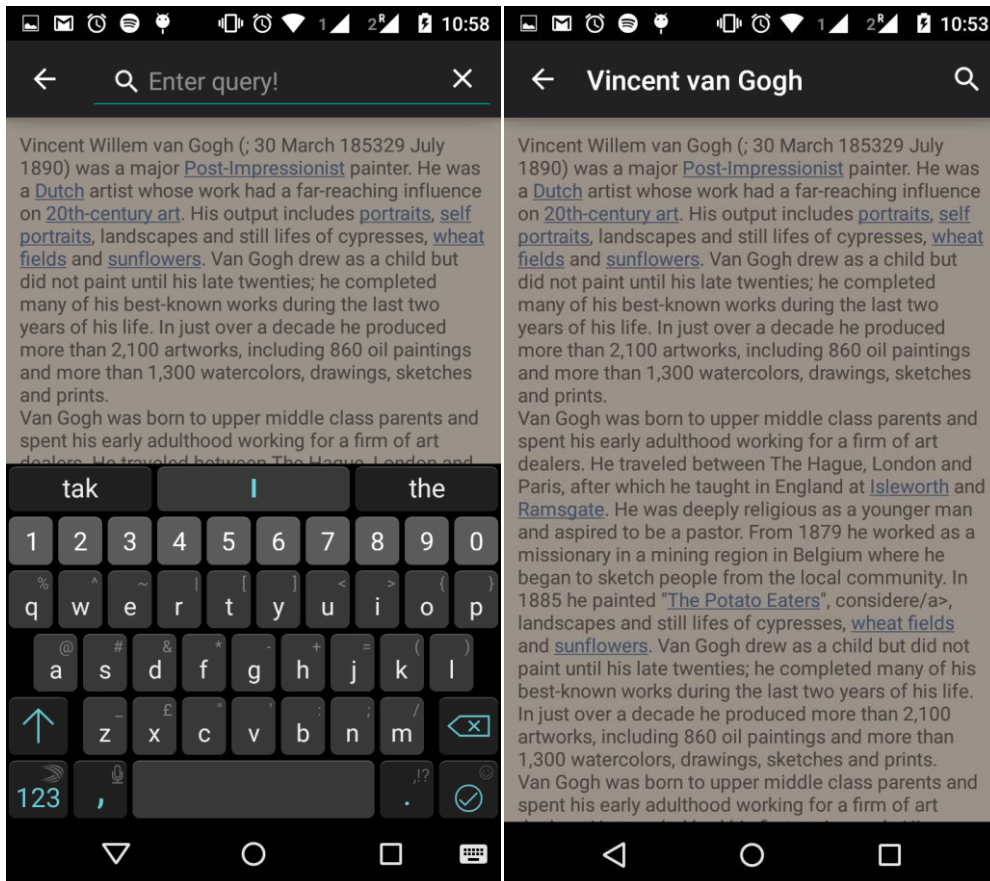 1 2R 10:58
Enter query!
Vincent Willem van Gogh (; 30 March 185329 July
1890) was a major Post-Impressionist painter. He was
a Dutch artist whose work had a far-reaching influence
on 20th-century art. His output includes portraits, self
portraits, landscapes and still lifes of cypresses, wheat
fields and sunflowers. Van Gogh drew as a child but
did not paint until his late twenties; he completed
many of his best-known works during the last two
years of his life. In just over a decade he produced
more than 2,100 artworks, including 860 oil paintings
and more than 1,300 watercolors, drawings, sketches
and prints.
Van Gogh was born to upper middle class parents and
spent his early adulthood working for a firm of art
dealers. He traveled between The Hague, London and
tak I the
1 2 3 4 5 6 7 8 9 0
% ^ ~ | [ ] < > { }
q w e r t y u i o p
@ # & * - + = ( )
a s d f g h j k l
_ £ " ' : ; /
z x c v b n m
,!?
123 , .
1 2R 10:53
Vincent van Gogh
Vincent Willem van Gogh (; 30 March 185329 July
1890) was a major Post-Impressionist painter. He was
a Dutch artist whose work had a far-reaching influence
on 20th-century art. His output includes portraits, self
portraits, landscapes and still lifes of cypresses, wheat
fields and sunflowers. Van Gogh drew as a child but
did not paint until his late twenties; he completed
many of his best-known works during the last two
years of his life. In just over a decade he produced
more than 2,100 artworks, including 860 oil paintings
and more than 1,300 watercolors, drawings, sketches
and prints.
Van Gogh was born to upper middle class parents and
spent his early adulthood working for a firm of art
dealers. He traveled between The Hague, London and
Paris, after which he taught in England at Isleworth and
Ramsgate. He was deeply religious as a younger man
and aspired to be a pastor. From 1879 he worked as a
missionary in a mining region in Belgium where he
began to sketch people from the local community. In
1885 he painted "The Potato Eaters", considere/a>,
landscapes and still lifes of cypresses, wheat fields
and sunflowers. Van Gogh drew as a child but did not
paint until his late twenties; he completed many of his
best-known works during the last two years of his life.
In just over a decade he produced more than 2,100
artworks, including 860 oil paintings and more than
1,300 watercolors, drawings, sketches and prints.
Van Gogh was born to upper middle class parents and
spent his early adulthood working for a firm of art